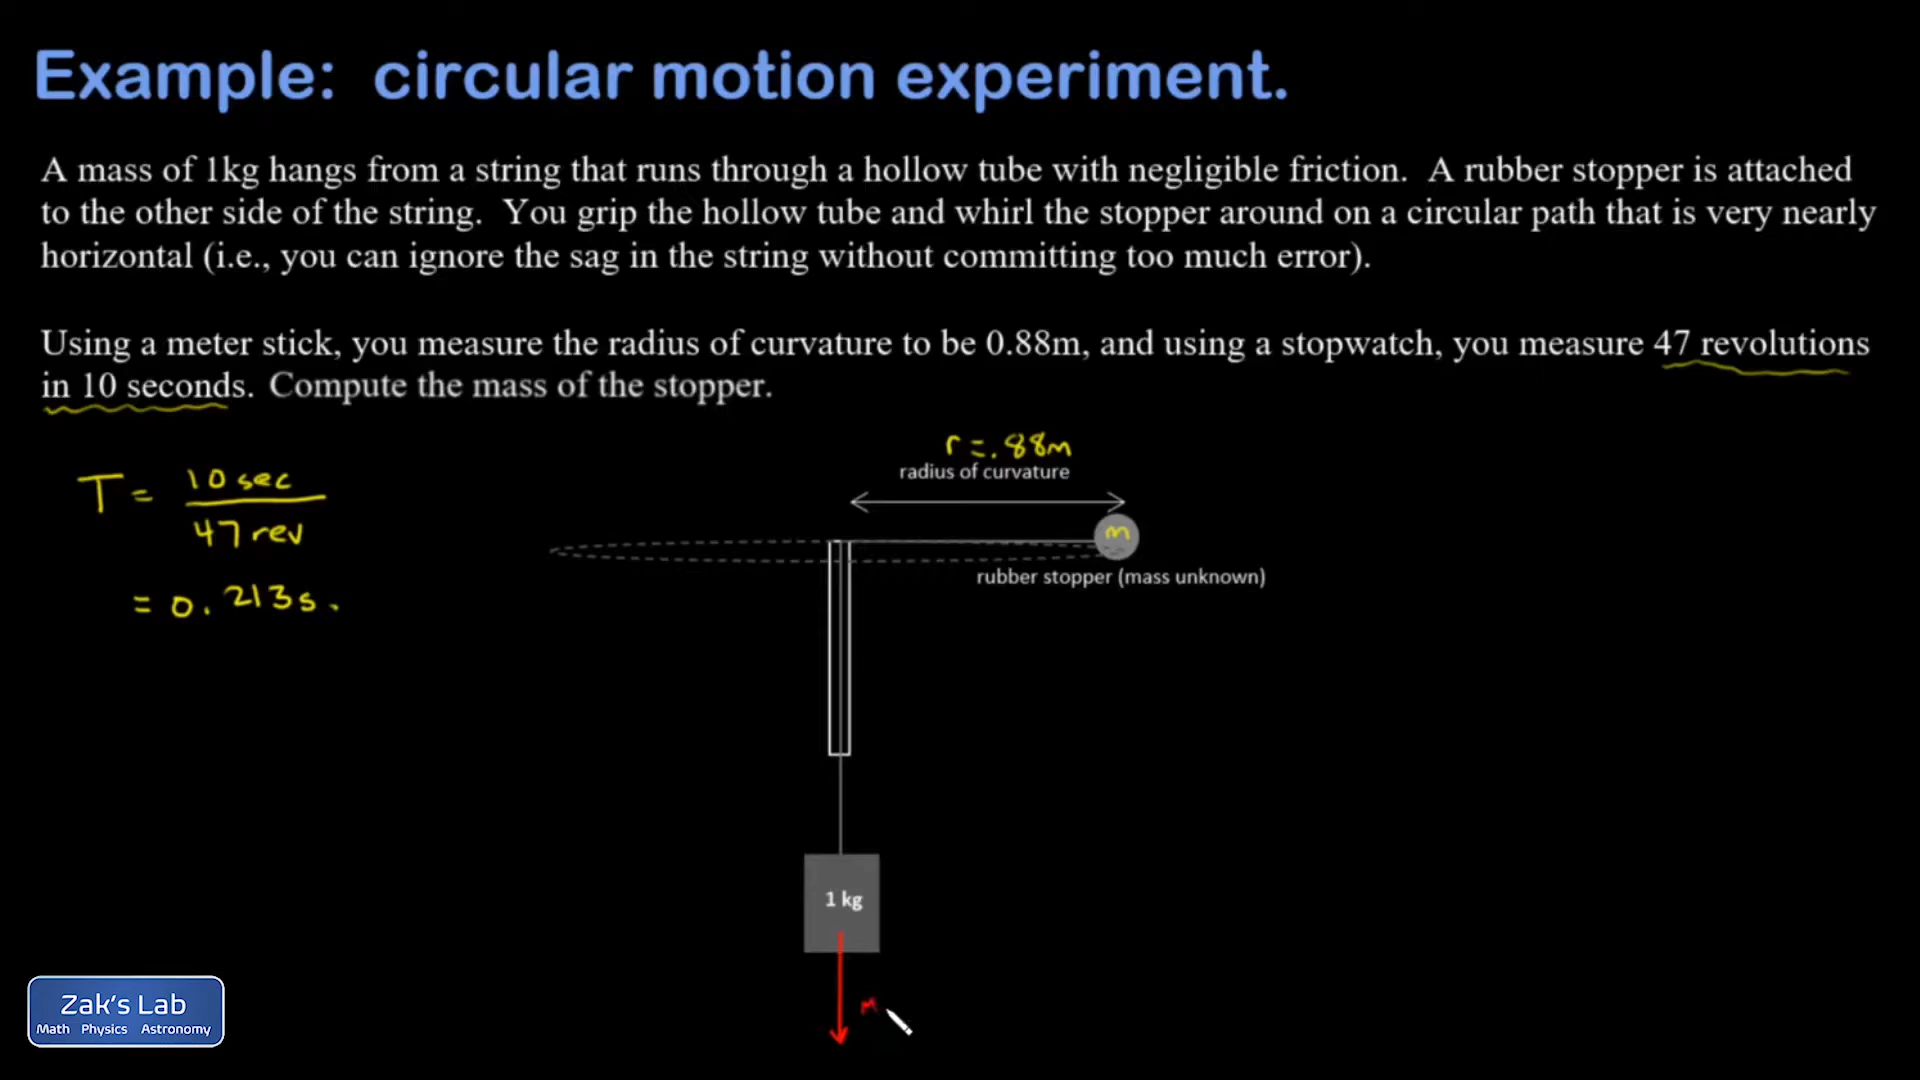 Example: circular motion experiment.
A mass of 1kg hangs from a string that runs through a hollow tube with negligible friction. A rubber stopper is attached
to the other side of the string. You grip the hollow tube and whirl the stopper around on a circular path that is very nearly
horizontal (i.e., you can ignore the sag in the string without committing too much error).
Using a meter stick, you measure the radius of curvature to be 0.88m, and using a stopwatch, you measure 47 revolutions
in 10 seconds. Compute the mass of the stopper.
T = 10 sec
47 rev
= 0.213s.
r = .88m
radius of curvature
m
rubber stopper (mass unknown)
1 kg
m
Zak's Lab
Math Physics Astronomy